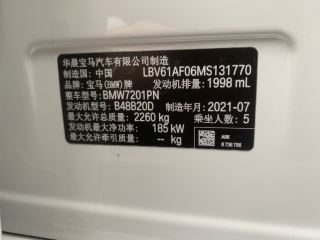 华晨宝马汽车有限公司制造
制造国：中国 LBV61AF06MS131770
品牌：宝马(BMW)牌 发动机排量：1998 mL
整车型号：BMW7201PN
发动机型号：B48B20D 制造年月：2021-07
最大允许总质量：2260 kg 乘坐人数：5
发动机最大净功率：185 kW
最大允许牵引质量：-- kg